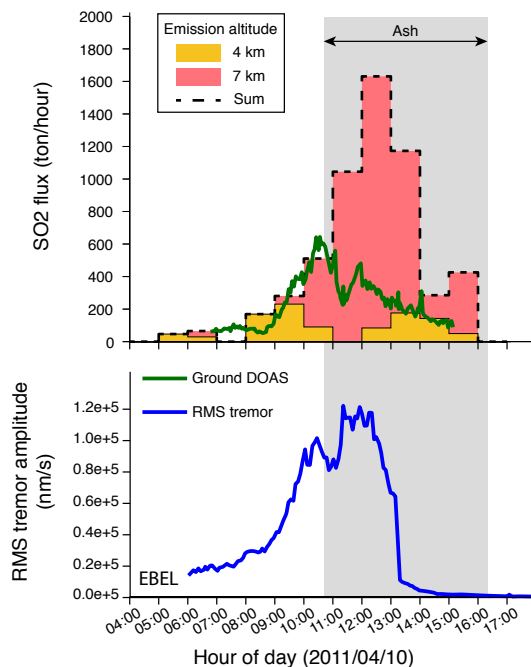 2000
1800
1600
1400
1200
1000
800
600
400
200
0
SO2 flux (ton/hour)
Emission altitude
4 km
7 km
Sum
Ash
Ground DOAS
RMS tremor
1.2e+5
1.0e+5
0.8e+5
0.6e+5
0.4e+5
0.2e+5
0.0e+5
RMS tremor amplitude
(nm/s)
EBEL
04:00
05:00
06:00
07:00
08:00
09:00
10:00
11:00
12:00
13:00
14:00
15:00
16:00
17:00
Hour of day (2011/04/10)